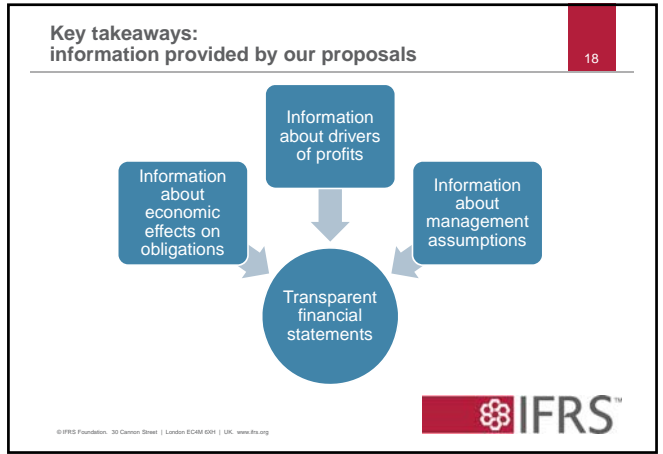 Key takeaways:
information provided by our proposals
18
Information
about drivers
of profits
Information
about
economic
effects on
obligations
Information
about
management
assumptions
Transparent
financial
statements
© IFRS Foundation. 30 Cannon Street | London EC4M 6XH | UK. www.ifrs.org
IFRS™